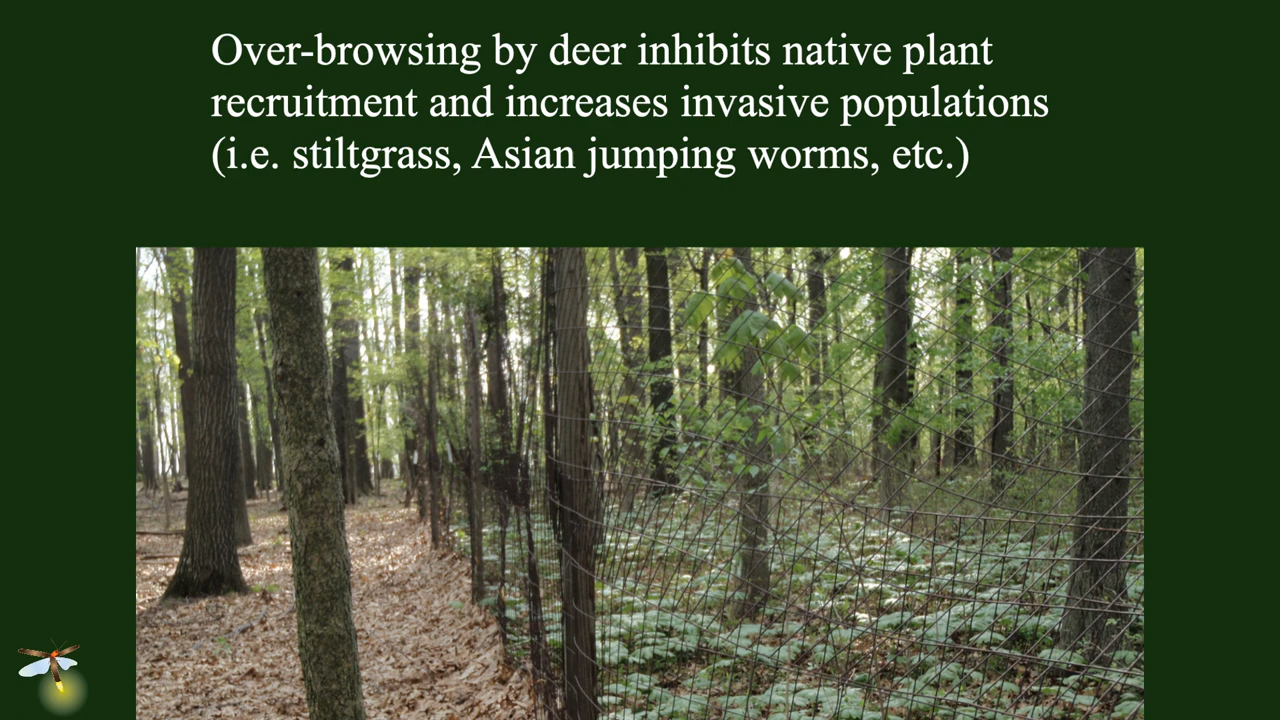 Over-browsing by deer inhibits native plant
recruitment and increases invasive populations
(i.e. stiltgrass, Asian jumping worms, etc.)